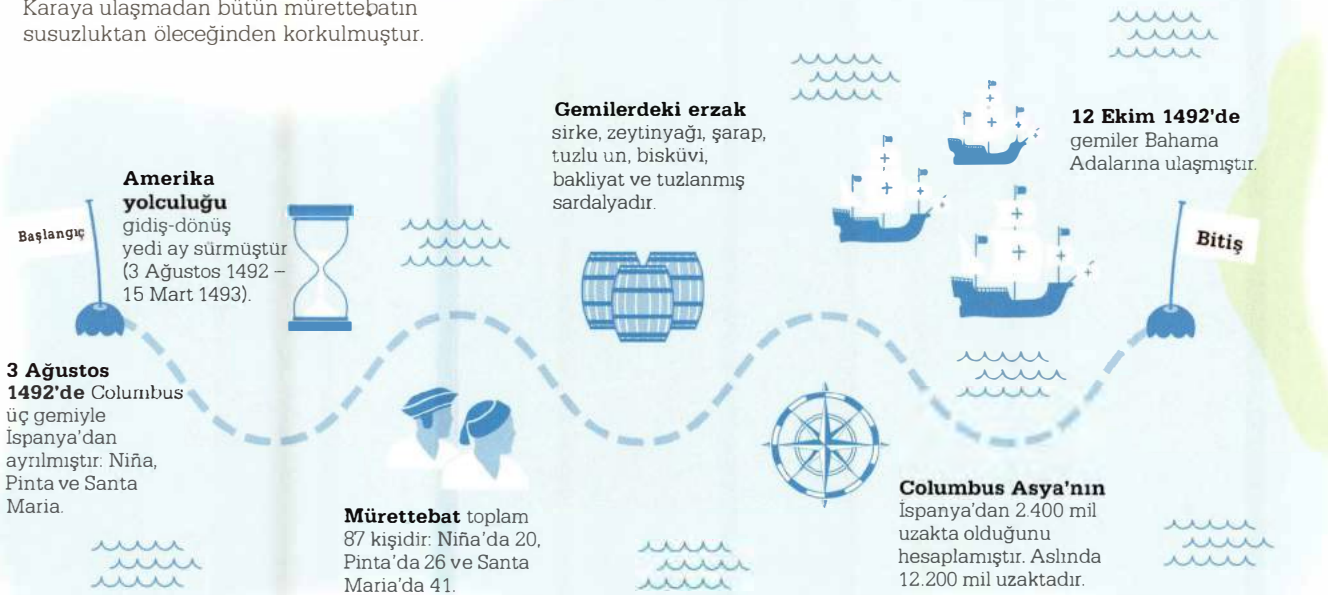 Karaya ulaşmadan bütün mürettebatın
susuzluktan öleceğinden korkulmuştur.
Başlangıç
Amerika
yolculuğu
gidiş-dönüş
yedi ay sürmüştür
(3 Ağustos 1492 –
15 Mart 1493).
3 Ağustos
1492'de Columbus
üç gemiyle
İspanya'dan
ayrılmıştır: Niña,
Pinta ve Santa
Maria.
Mürettebat toplam
87 kişidir: Niña'da 20,
Pinta'da 26 ve Santa
Maria'da 41.
Gemilerdeki erzak
sirke, zeytinyağı, şarap,
tuzlu un, bisküvi,
bakliyat ve tuzlanmış
sardalyadır.
Columbus Asya'nın
İspanya'dan 2.400 mil
uzakta olduğunu
hesaplamıştır. Aslında
12.200 mil uzaktadır.
12 Ekim 1492'de
gemiler Bahama
Adalarına ulaşmıştır.
Bitiş